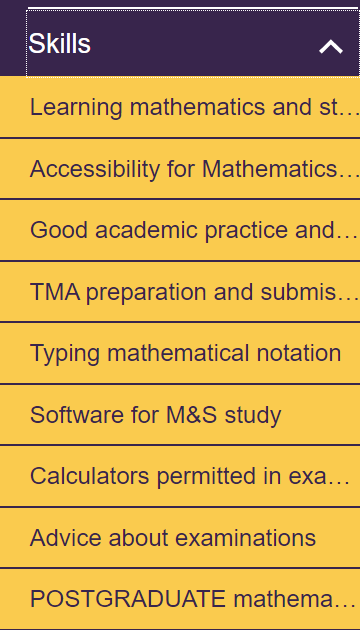 Skills
Learning mathematics and st...
Accessibility for Mathematics...
Good academic practice and...
TMA preparation and submis...
Typing mathematical notation
Software for M&S study
Calculators permitted in exa...
Advice about examinations
POSTGRADUATE mathema...